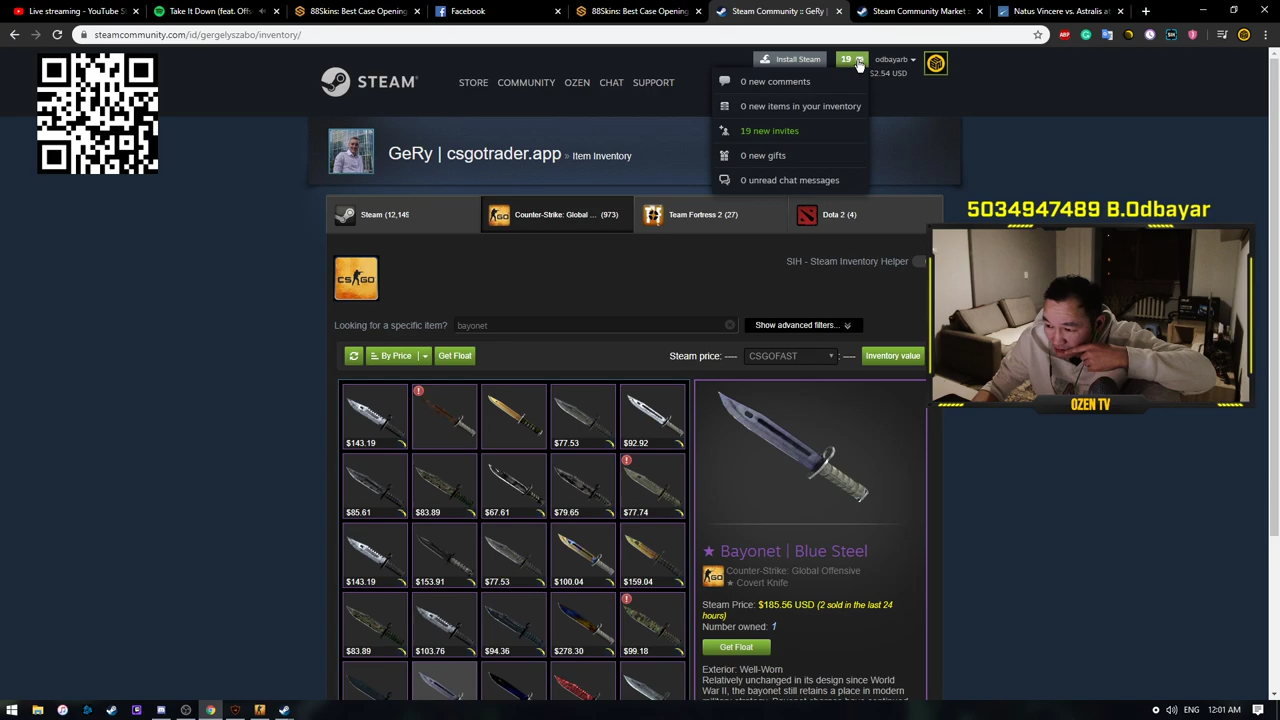 Live streaming - YouTube St
Take It Down (feat. Out
88Skins: Best Case Opening
Facebook
88Skins: Best Case Opening
Steam Community :: GeRy |
Steam Community Market ::
Natus Vincere vs. Astralis at
steamcommunity.com/id/gergelyszabo/inventory/
Install Steam
19
odbayarb
$2.54 USD
STEAM
STORE COMMUNITY OZEN CHAT SUPPORT
0 new comments
0 new items in your inventory
19 new invites
0 new gifts
0 unread chat messages
GeRy | csgotrader.app » Item Inventory
Steam (12,149
Counter-Strike: Global ... (973)
Team Fortress 2 (27)
Dota 2 (4)
5034947489 B.Odbayar
CS:GO
SIH - Steam Inventory Helper
Looking for a specific item? bayonet
Show advanced filters...
By Price
Get Float
Steam price: ----
CSGOFAST
: ----
Inventory value
$143.19 $77.53 $92.92
$85.61 $83.89 $67.61 $79.65 $77.74
$143.19 $153.91 $77.53 $100.04 $159.04
$83.89 $103.76 $94.36 $278.30 $99.18
★ Bayonet | Blue Steel
Counter-Strike: Global Offensive
★ Covert Knife
Steam Price: $185.56 USD (2 sold in the last 24
hours)
Number owned: 1
Get Float
Exterior: Well-Worn
Relatively unchanged in its design since World
War II, the bayonet still retains a place in modern
OZEN TV
12:01 AM